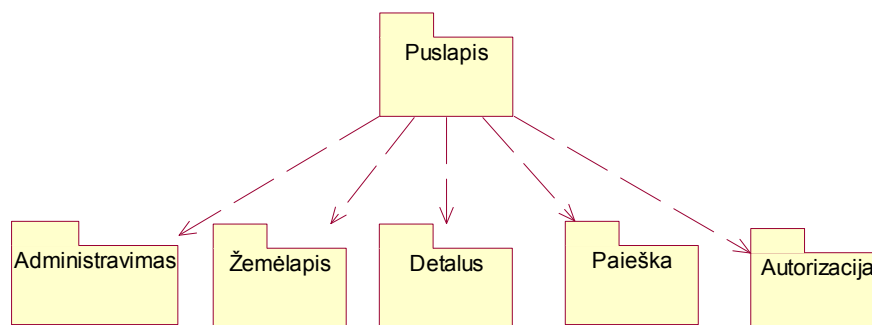 Puslapis
Administravimas
Žemėlapis
Detalus
Paieška
Autorizacija